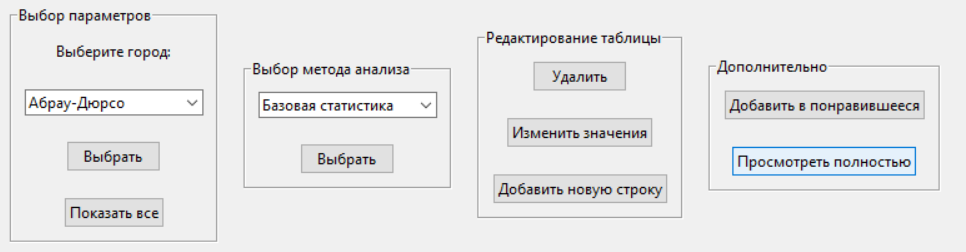 Выбор параметров
Выберите город:
Абрау-Дюрсо
Выбрать
Показать все
Выбор метода анализа
Базовая статистика
Выбрать
Редактирование таблицы
Удалить
Изменить значения
Добавить новую строку
Дополнительно
Добавить в понравившееся
Просмотреть полностью